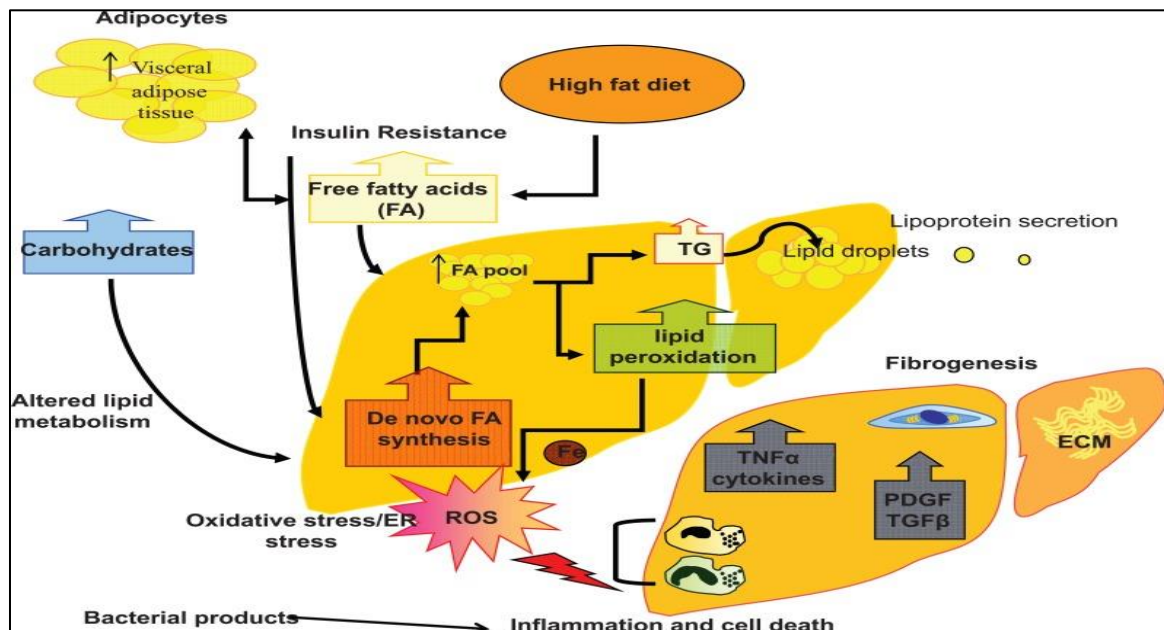 Adipocytes
↑ Visceral
adipose
tissue
High fat diet
Insulin Resistance
Free fatty acids
(FA)
Carbohydrates
↑ FA pool
TG
Lipoprotein secretion
Lipid droplets
lipid
peroxidation
Fibrogenesis
Altered lipid
metabolism
De novo FA
synthesis
Fe
TNFα
cytokines
ECM
PDGF
TGFβ
Oxidative stress/ER
stress
ROS
Bacterial products
Inflammation and cell death